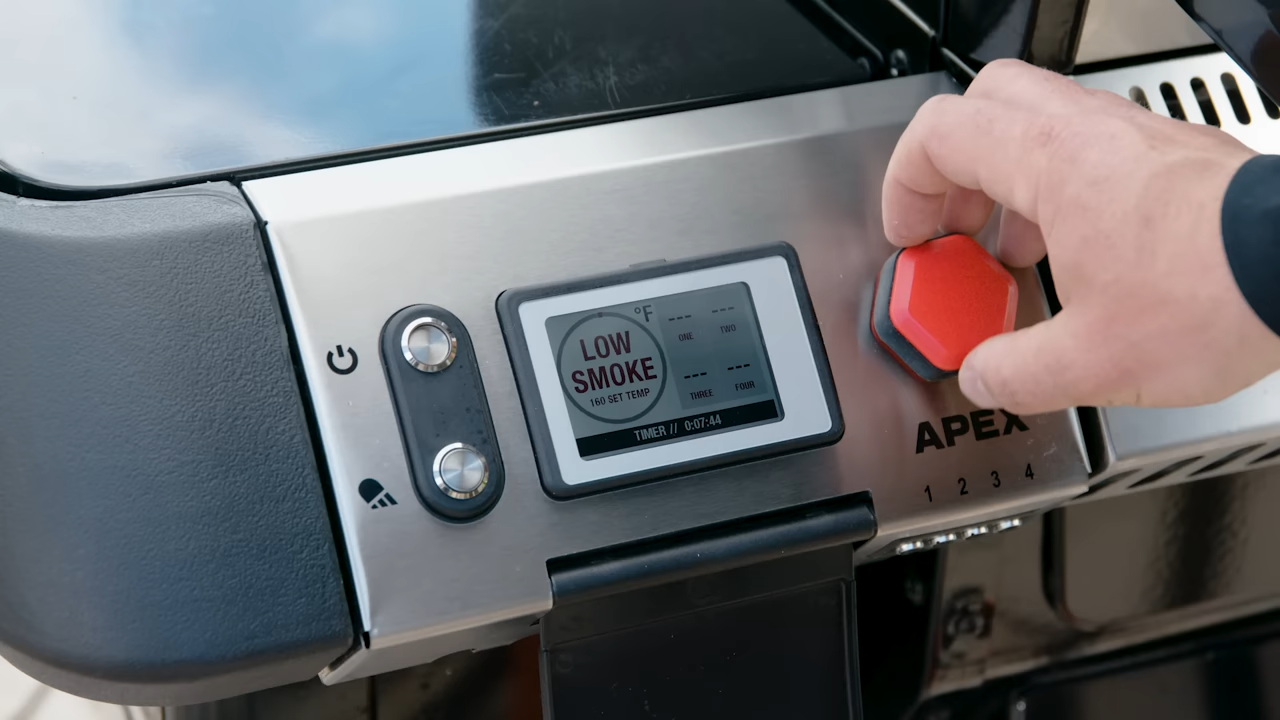 °F
LOW
SMOKE
160 SET TEMP
--- ---
ONE TWO
--- ---
THREE FOUR
TIMER // 0:07:44
APEX
1 2 3 4